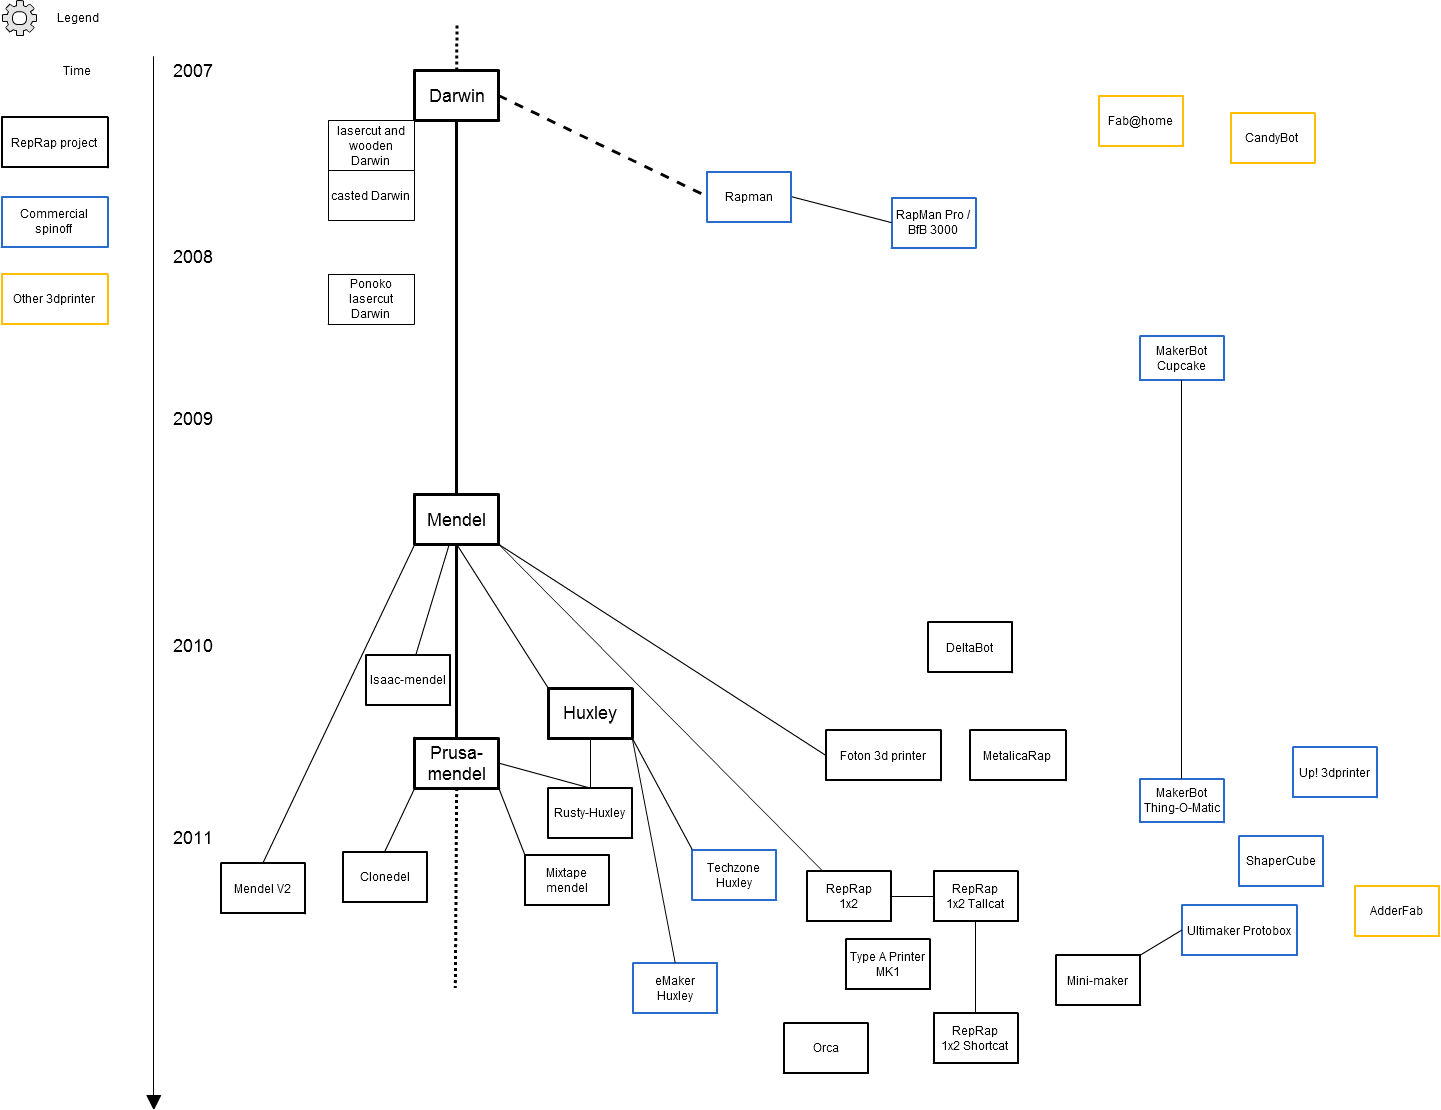 Legend
Time
2007
Darwin
Fab@home
CandyBot
RepRap project
lasercut and
wooden
Darwin
casted Darwin
Rapman
RapMan Pro /
BfB 3000
Commercial
spinoff
2008
Other 3dprinter
Ponoko
lasercut
Darwin
MakerBot
Cupcake
2009
Mendel
2010
DeltaBot
Isaac-mendel
Huxley
Prusa-
mendel
Foton 3d printer
MetalicaRap
Up! 3dprinter
Rusty-Huxley
MakerBot
Thing-O-Matic
2011
ShaperCube
Mendel V2
Clonedel
Mixtape
mendel
Techzone
Huxley
RepRap
1x2
RepRap
1x2 Tallcat
AdderFab
Ultimaker Protobox
Type A Printer
MK1
Mini-maker
eMaker
Huxley
Orca
RepRap
1x2 Shortcat